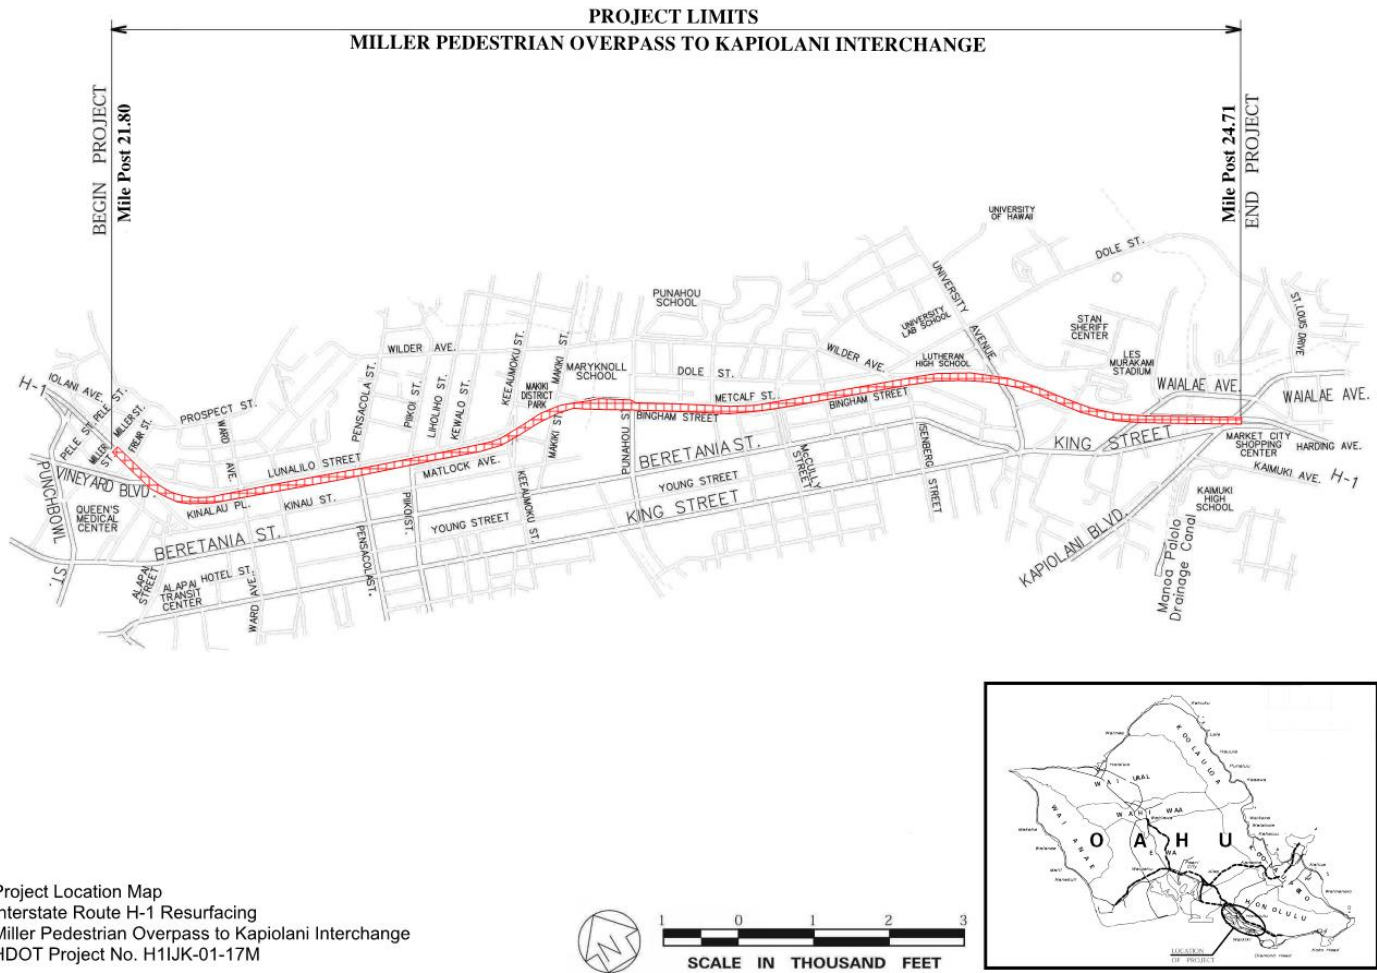 PROJECT LIMITS
MILLER PEDESTRIAN OVERPASS TO KAPIOLANI INTERCHANGE
BEGIN PROJECT
Mile Post 21.80
Mile Post 24.71
END PROJECT
UNIVERSITY
OF HAWAII
DOLE ST.
UNIVERSITY AVENUE
PUNAHOU
SCHOOL
UNIVERSITY
LAB SCHOOL
STAN
SHERIFF
CENTER
ST. LOUIS DRIVE
WILDER AVE.
KEEAUMOKU ST.
MAKIKI ST.
MARYKNOLL
SCHOOL
DOLE ST.
WILDER AVE.
LUTHERAN
HIGH SCHOOL
LES
MURAKAMI
STADIUM
WAIALAE AVE.
WAIALAE AVE.
H-1
IOLANI AVE.
PELE ST.
MILLER ST.
FREAR ST.
PELE ST.
MILLER
ST.
PROSPECT ST.
WARD
AVE.
PENSACOLA ST.
PIIKOI ST.
LIHOLIHO ST.
KEWALO ST.
MAKIKI
DISTRICT
PARK
METCALF ST.
BINGHAM STREET
BINGHAM STREET
PUNAHOU S
MAKIKI ST
LUNALILO STREET
MATLOCK AVE.
BERETANIA ST.
McCULLY
STREET
ISENBERG STREET
KING STREET
MARKET CITY
SHOPPING
CENTER
HARDING AVE.
KAIMUKI AVE.
H-1
VINEYARD BLVD.
PUNCHBOWL ST.
QUEEN'S
MEDICAL
CENTER
KINALAU PL.
KINAU ST.
PIIKOI ST.
KEEAUMOKU ST.
YOUNG STREET
YOUNG STREET
KING STREET
KAIMUKI
HIGH
SCHOOL
KAPIOLANI BLVD.
Manoa Palolo
Drainage Canal
BERETANIA ST.
ALAPAI
STREET
ALAPAI
TRANSIT
CENTER
HOTEL ST.
WARD AVE.
PENSACOLA ST.
KOOLAULOA
WAIANAE
WAHIAWA
OAHU
EWA
HONOLULU
LOCATION
OF PROJECT
Project Location Map
Interstate Route H-1 Resurfacing
Miller Pedestrian Overpass to Kapiolani Interchange
HDOT Project No. H1IJK-01-17M
N
1 0 1 2 3
SCALE IN THOUSAND FEET